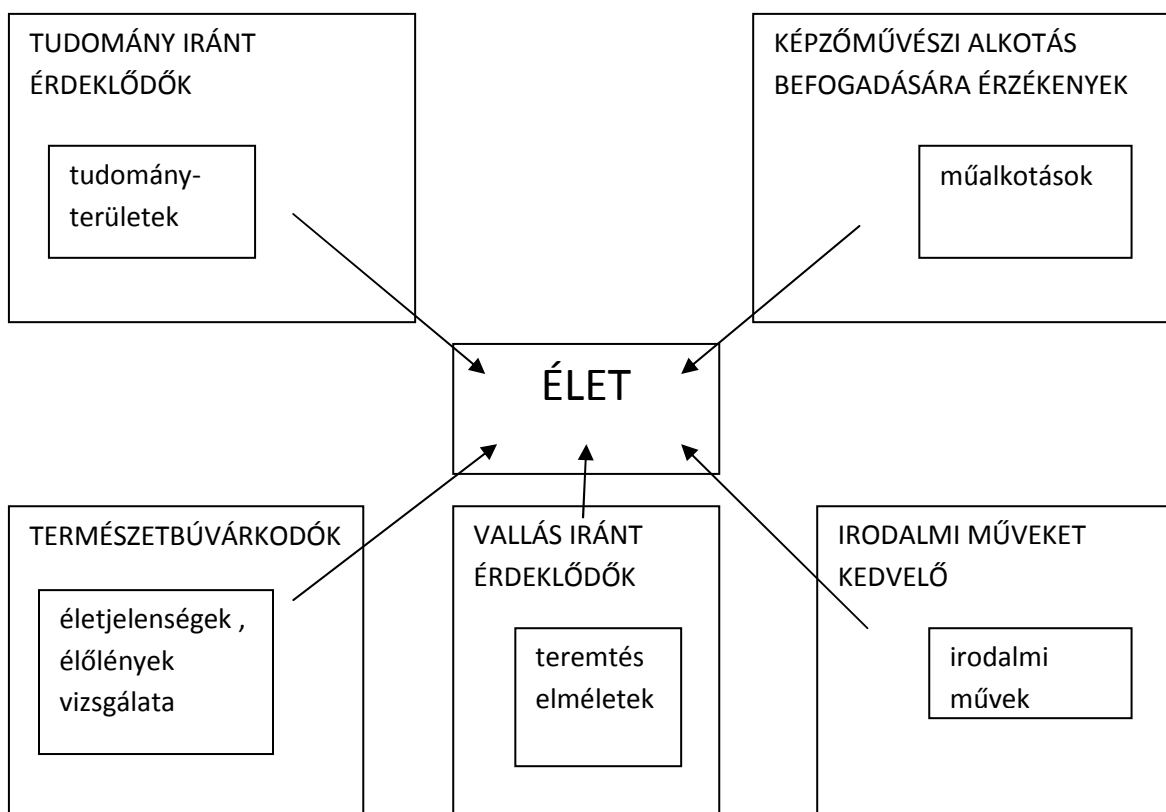 TUDOMÁNY IRÁNT
ÉRDEKLŐDŐK
tudomány-
területek
KÉPZŐMŰVÉSZI ALKOTÁS
BEFOGADÁSÁRA ÉRZÉKENYEK
műalkotások
ÉLET
TERMÉSZETBÚVÁRKODÓK
életjelenségek ,
élőlények
vizsgálata
VALLÁS IRÁNT
ÉRDEKLŐDŐK
teremtés
elméletek
IRODALMI MŰVEKET
KEDVELŐ
irodalmi
művek